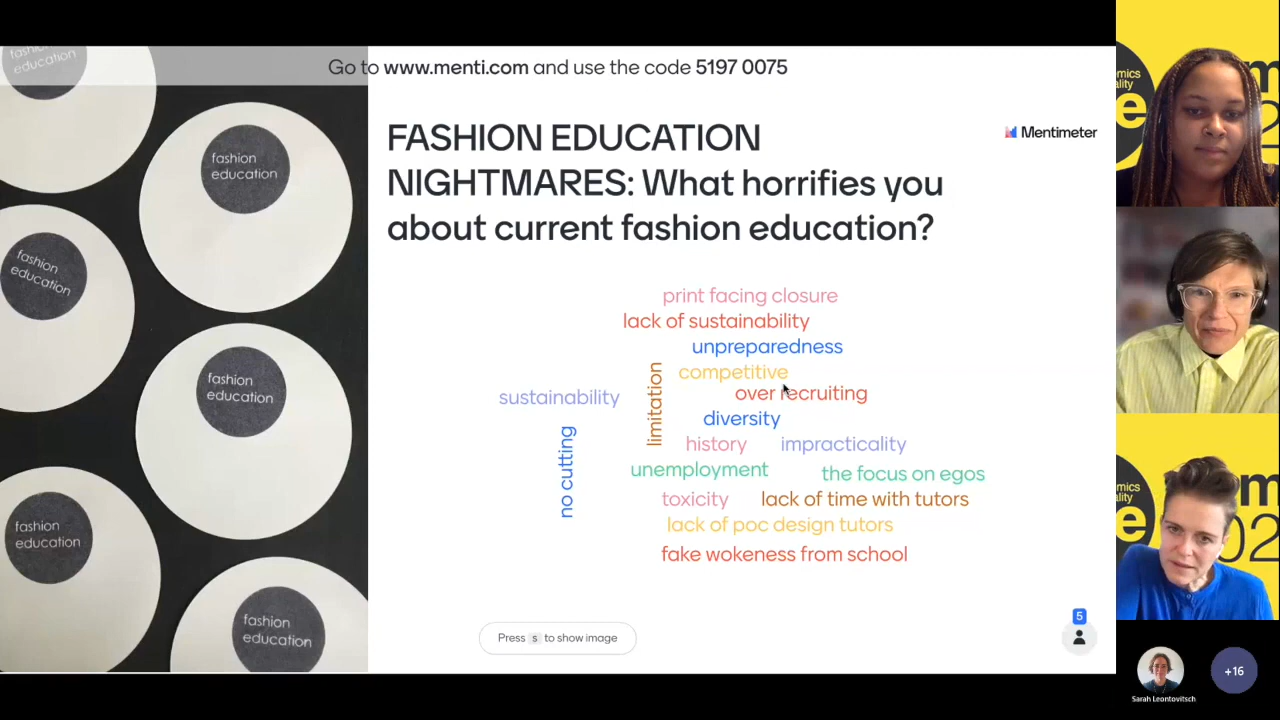 Go to www.menti.com and use the code 5197 0075
Mentimeter
FASHION EDUCATION
NIGHTMARES: What horrifies you
about current fashion education?
print facing closure
lack of sustainability
unpreparedness
competitive
limitation
over recruiting
sustainability
diversity
no cutting
history
impracticality
unemployment
the focus on egos
toxicity
lack of time with tutors
lack of poc design tutors
fake wokeness from school
Press s to show image
5
fashion
education
fashion
education
fashion
education
fashion
education
fashion
education
fashion
education
Sarah Leontovitsch
+16